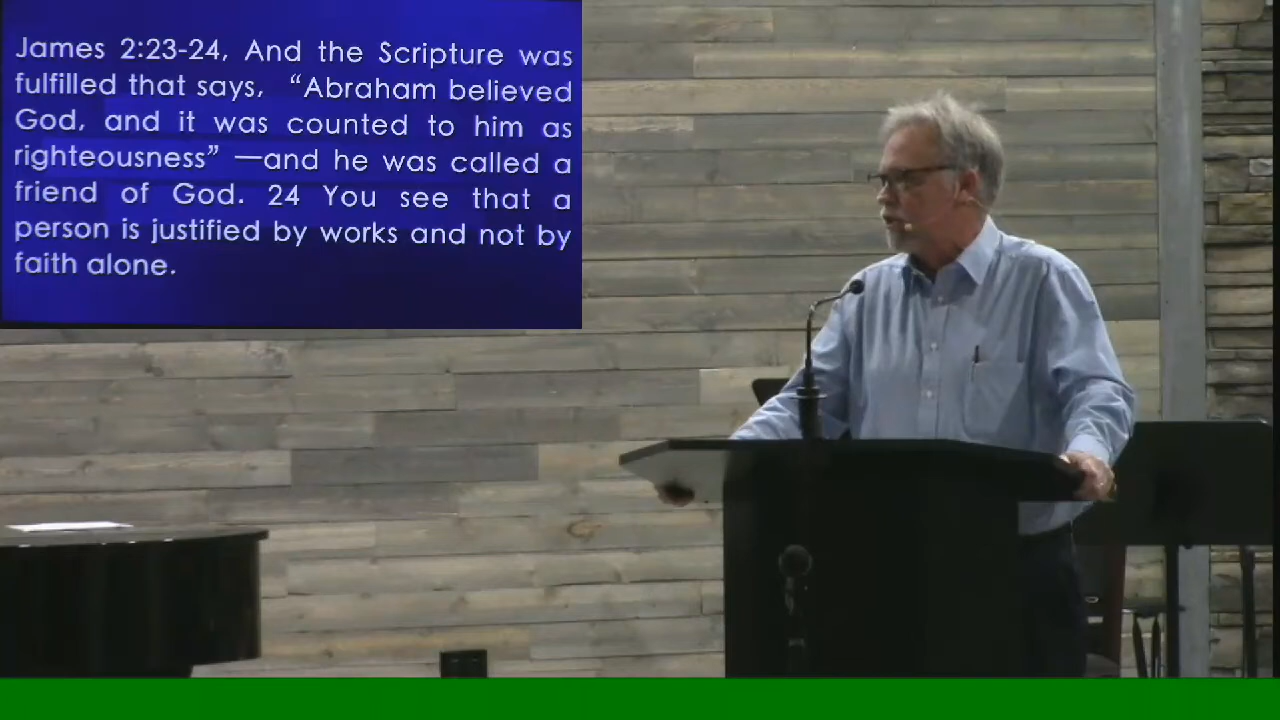 James 2:23-24, And the Scripture was
fulfilled that says, “Abraham believed
God, and it was counted to him as
righteousness” —and he was called a
friend of God. 24 You see that a
person is justified by works and not by
faith alone.